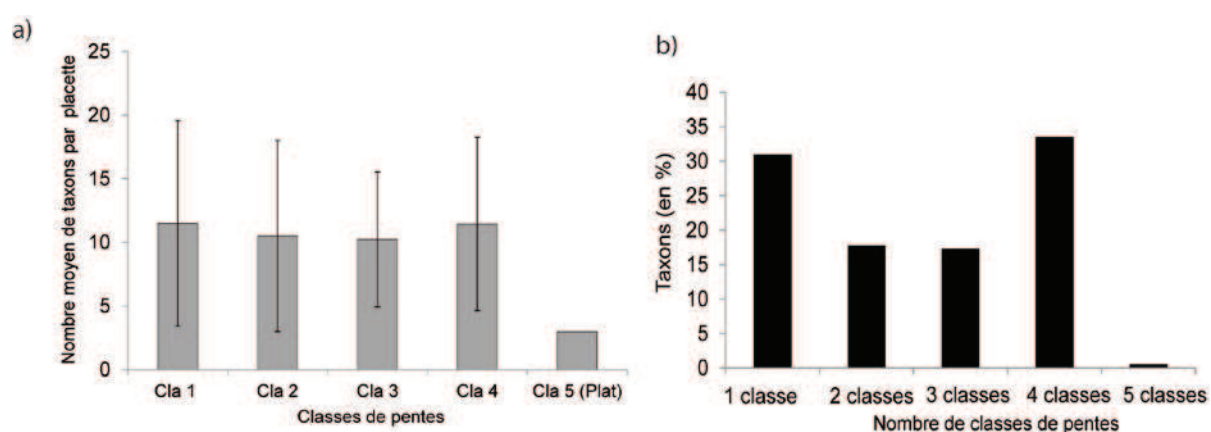 a)
Nombre moyen de taxons par placette
25
20
15
10
5
0
Cla 1 Cla 2 Cla 3 Cla 4 Cla 5 (Plat)
Classes de pentes
b)
Taxons (en %)
40
35
30
25
20
15
10
5
0
1 classe 2 classes 3 classes 4 classes 5 classes
Nombre de classes de pentes